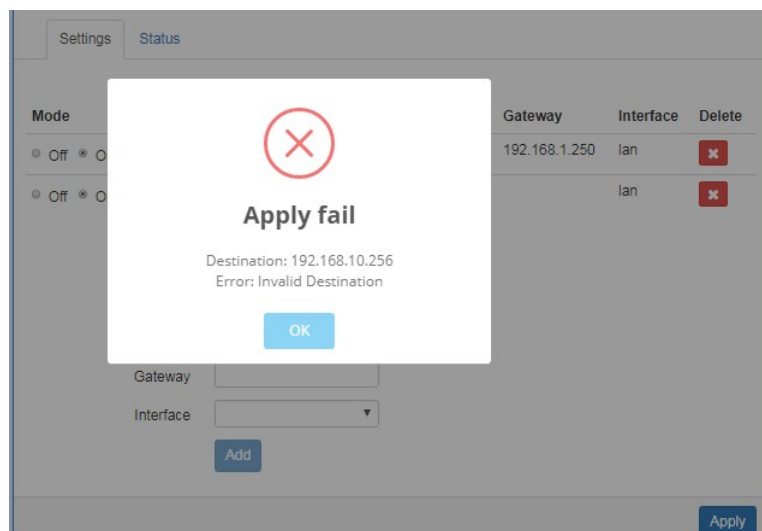 Settings Status
Mode Gateway Interface Delete
Off O 192.168.1.250 lan
Off O lan
Apply fail
Destination: 192.168.10.256
Error: Invalid Destination
OK
Gateway
Interface
Add
Apply